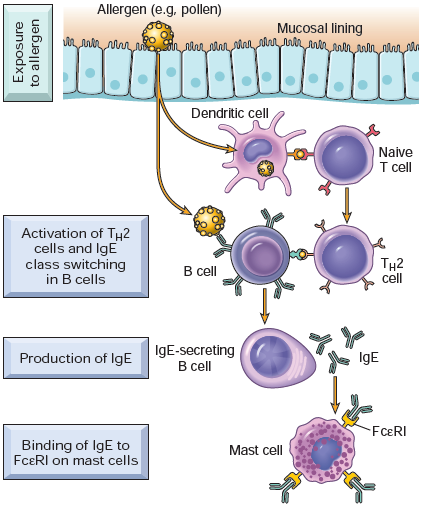 Allergen (e.g, pollen)
Mucosal lining
Exposure
to allergen
Dendritic cell
Naive
T cell
Activation of TH2
cells and IgE
class switching
in B cells
B cell
TH2
cell
Production of IgE
IgE-secreting
B cell
IgE
Binding of IgE to
FcεRI on mast cells
Mast cell
FcεRI